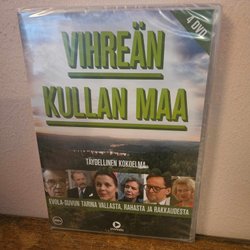 4 DVD
VIHREÄN
KULLAN MAA
TÄYDELLINEN KOKOELMA
EVOLA-SUVUN TARINA VALLASTA, RAHASTA JA RAKKAUDESTA